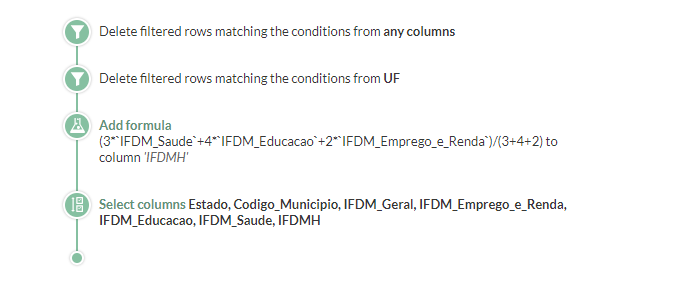 Delete filtered rows matching the conditions from any columns
Delete filtered rows matching the conditions from UF
Add formula
(3*`IFDM_Saude`+4*`IFDM_Educacao`+2*`IFDM_Emprego_e_Renda`)/(3+4+2) to
column 'IFDMH'
Select columns Estado, Codigo_Municipio, IFDM_Geral, IFDM_Emprego_e_Renda,
IFDM_Educacao, IFDM_Saude, IFDMH